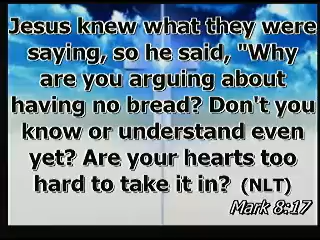 Jesus knew what they were
saying, so he said, "Why
are you arguing about
having no bread? Don't you
know or understand even
yet? Are your hearts too
hard to take it in? (NLT)
Mark 8:17